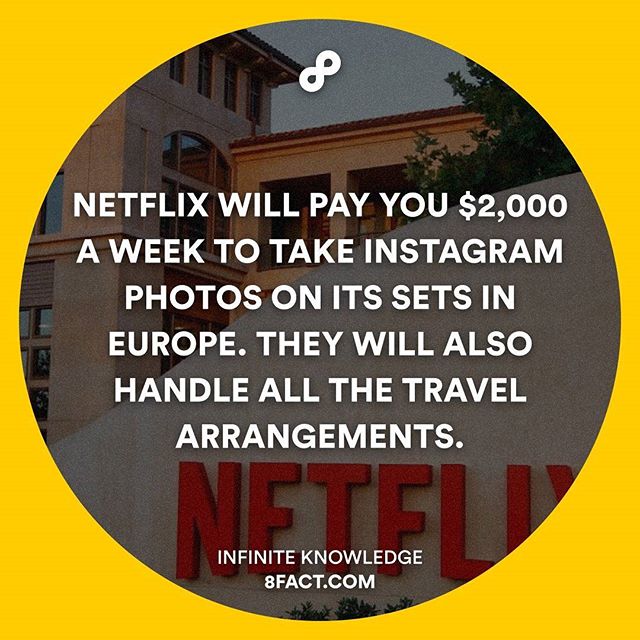 NETFLIX WILL PAY YOU $2,000
A WEEK TO TAKE INSTAGRAM
PHOTOS ON ITS SETS IN
EUROPE. THEY WILL ALSO
HANDLE ALL THE TRAVEL
ARRANGEMENTS.
NETFLIX
INFINITE KNOWLEDGE
8FACT.COM